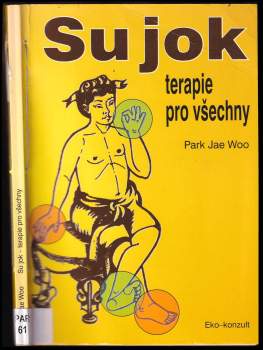 Su jok
terapie
pro všechny
Park Jae Woo
Eko-konzult
Su jok - terapie pro všechny
Jae Woo
PAR
61